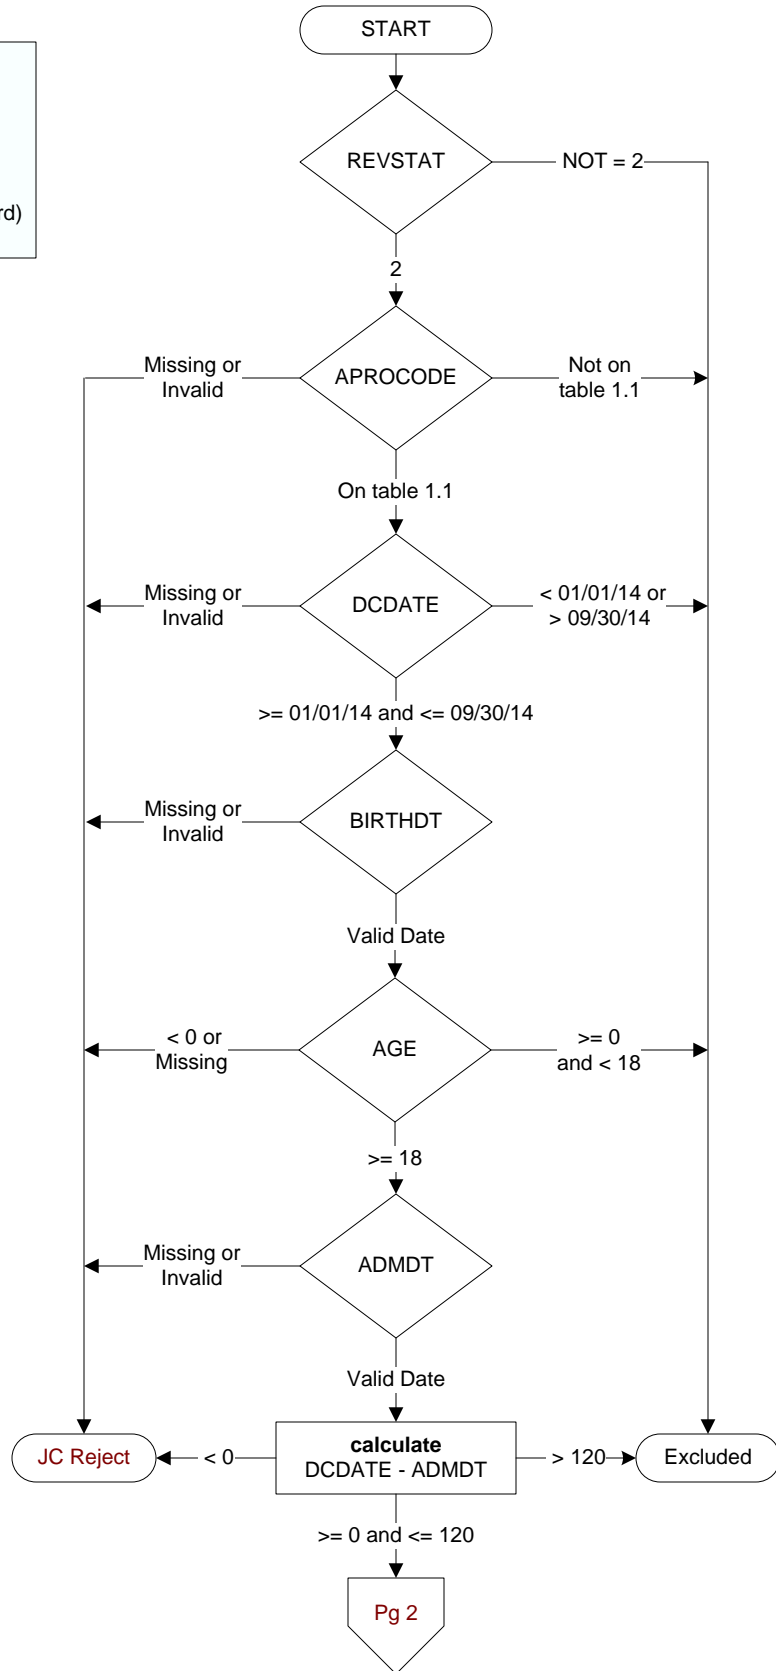 START
rd)
REVSTAT
NOT = 2
2
Missing or
Invalid
APROCODE
Not on
table 1.1
On table 1.1
Missing or
Invalid
DCDATE
< 01/01/14 or
> 09/30/14
>= 01/01/14 and <= 09/30/14
Missing or
Invalid
BIRTHDT
Valid Date
< 0 or
Missing
AGE
>= 0
and < 18
>= 18
Missing or
Invalid
ADMDT
Valid Date
JC Reject
< 0
calculate
DCDATE - ADMDT
> 120
Excluded
>= 0 and <= 120
Pg 2